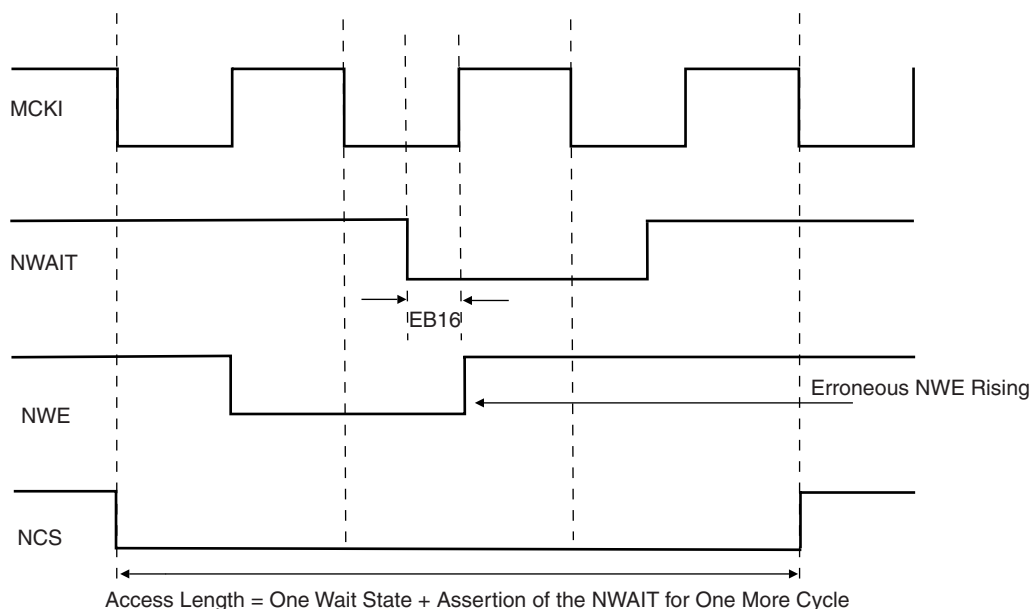 MCKI
NWAIT
EB16
Erroneous NWE Rising
NWE
NCS
Access Length = One Wait State + Assertion of the NWAIT for One More Cycle